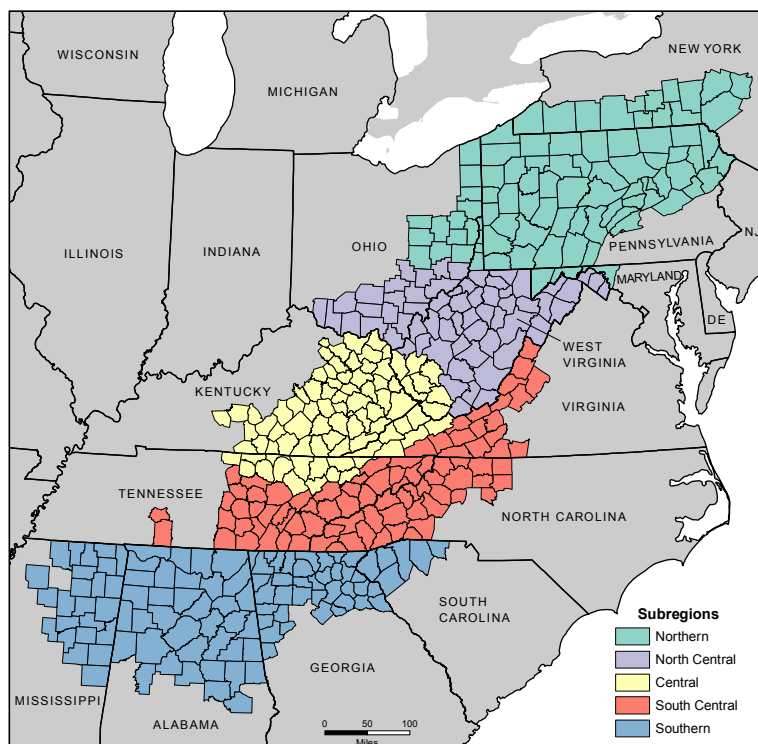 WISCONSIN
NEW YORK
MICHIGAN
ILLINOIS
INDIANA
OHIO
PENNSYLVANIA
NJ
MARYLAND
DE
WEST
VIRGINIA
KENTUCKY
VIRGINIA
TENNESSEE
NORTH CAROLINA
SOUTH
CAROLINA
GEORGIA
MISSISSIPPI
ALABAMA
Subregions
Northern
North Central
Central
South Central
Southern
0 50 100
Miles